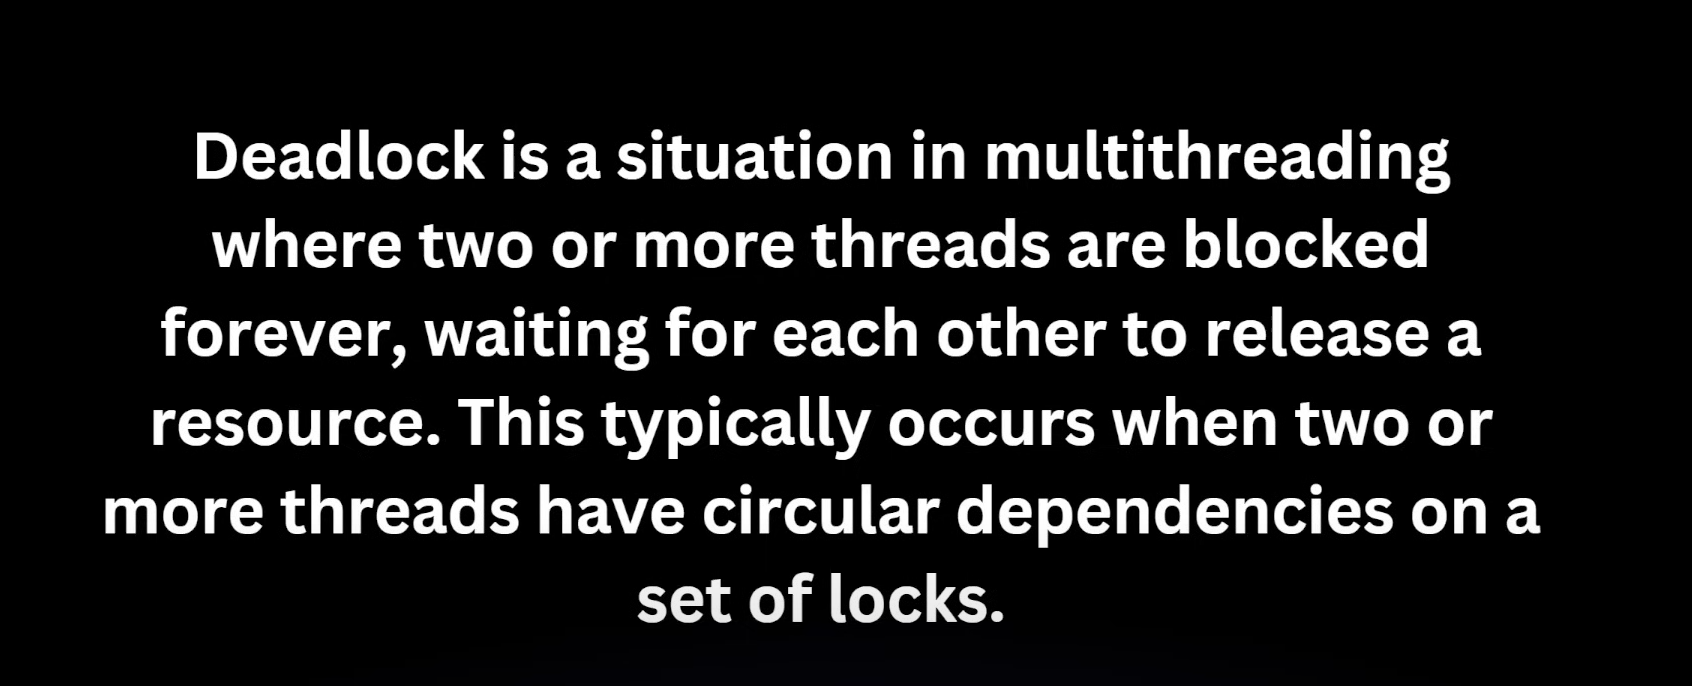 Deadlock is a situation in multithreading
where two or more threads are blocked
forever, waiting for each other to release a
resource. This typically occurs when two or
more threads have circular dependencies on a
set of locks.